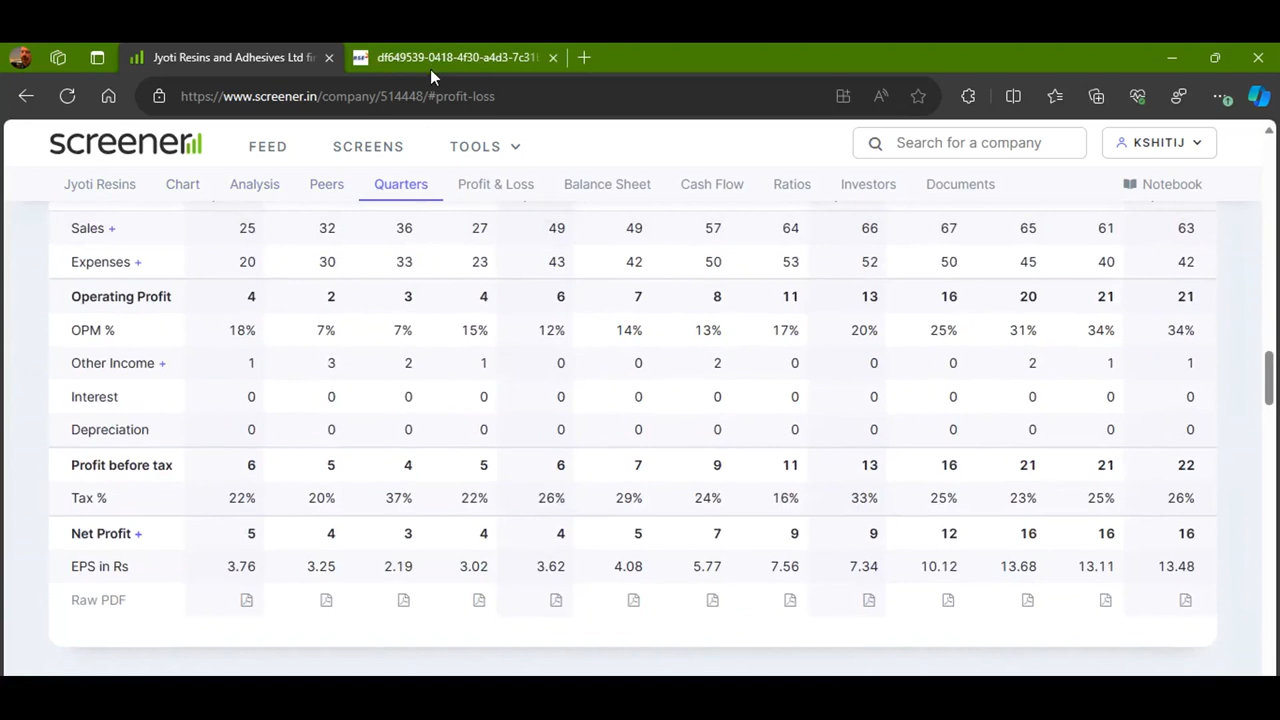 Jyoti Resins and Adhesives Ltd fi
df649539-0418-4f30-a4d3-7c31
https://www.screener.in/company/514448/#profit-loss
screener
FEED SCREENS TOOLS
Search for a company
KSHITIJ
Jyoti Resins Chart Analysis Peers Quarters Profit & Loss Balance Sheet Cash Flow Ratios Investors Documents Notebook
Sales + 25 32 36 27 49 49 57 64 66 67 65 61 63
Expenses + 20 30 33 23 43 42 50 53 52 50 45 40 42
Operating Profit 4 2 3 4 6 7 8 11 13 16 20 21 21
OPM % 18% 7% 7% 15% 12% 14% 13% 17% 20% 25% 31% 34% 34%
Other Income + 1 3 2 1 0 0 2 0 0 0 2 1 1
Interest 0 0 0 0 0 0 0 0 0 0 0 0 0
Depreciation 0 0 0 0 0 0 0 0 0 0 0 0 0
Profit before tax 6 5 4 5 6 7 9 11 13 16 21 21 22
Tax % 22% 20% 37% 22% 26% 29% 24% 16% 33% 25% 23% 25% 26%
Net Profit + 5 4 3 4 4 5 7 9 9 12 16 16 16
EPS in Rs 3.76 3.25 2.19 3.02 3.62 4.08 5.77 7.56 7.34 10.12 13.68 13.11 13.48
Raw PDF